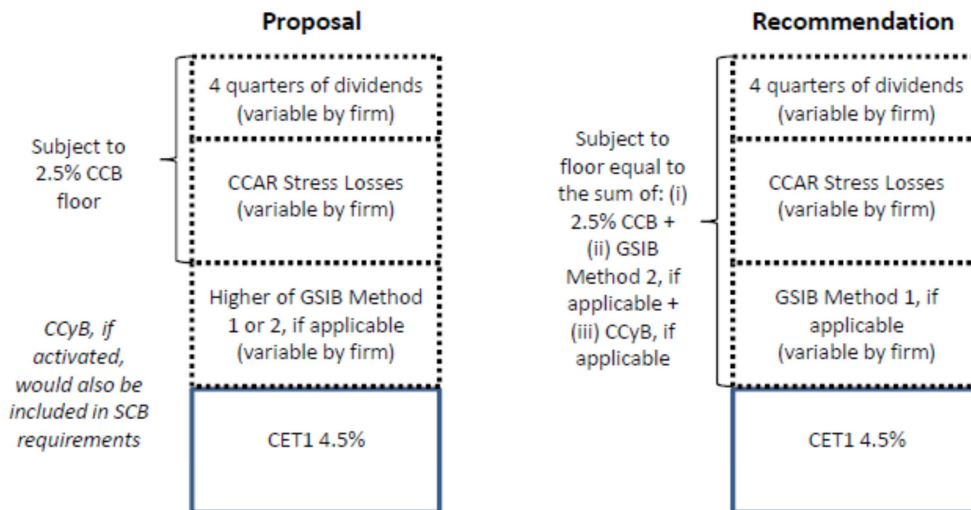 Proposal
Subject to
2.5% CCB
floor
4 quarters of dividends
(variable by firm)
CCAR Stress Losses
(variable by firm)
CCyB, if
activated,
would also be
included in SCB
requirements
Higher of GSIB Method
1 or 2, if applicable
(variable by firm)
CET1 4.5%
Recommendation
Subject to
floor equal to
the sum of: (i)
2.5% CCB +
(ii) GSIB
Method 2, if
applicable +
(iii) CCyB, if
applicable
4 quarters of dividends
(variable by firm)
CCAR Stress Losses
(variable by firm)
GSIB Method 1, if
applicable
(variable by firm)
CET1 4.5%